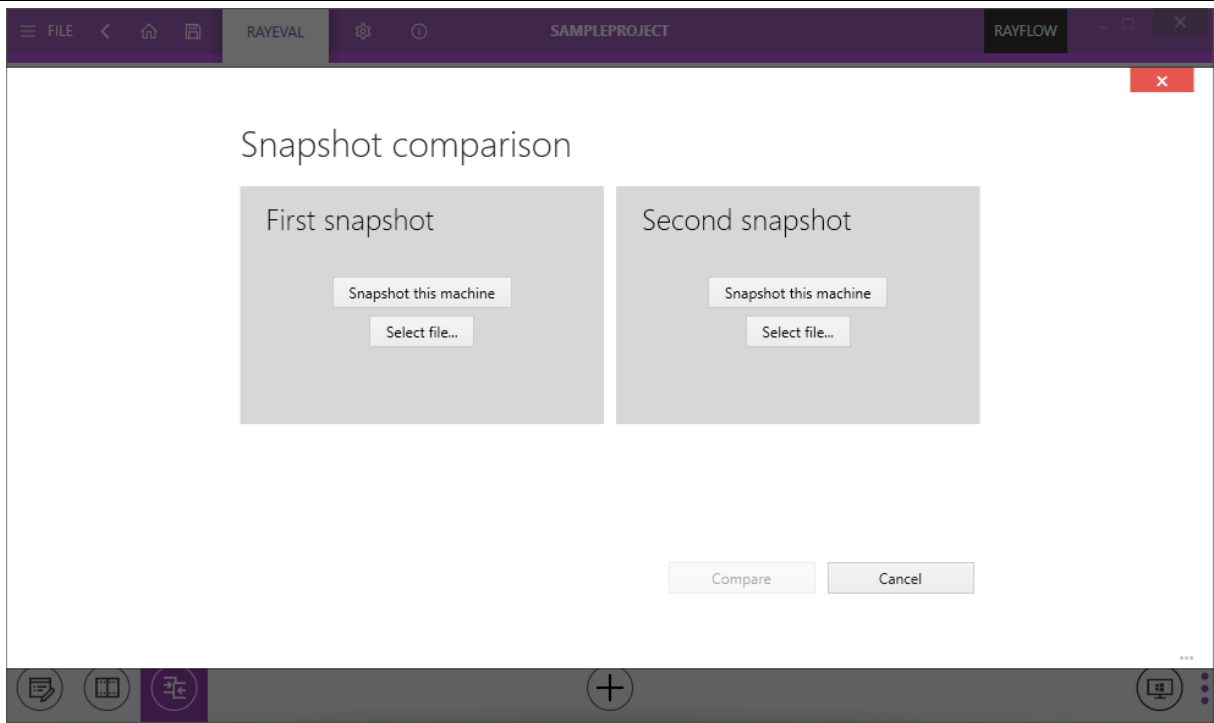 FILE
RAYEVAL
SAMPLEPROJECT
RAYFLOW
Snapshot comparison
First snapshot
Snapshot this machine
Select file...
Second snapshot
Snapshot this machine
Select file...
Compare
Cancel